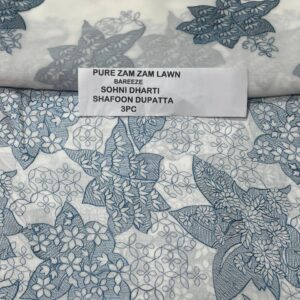 PURE ZAM ZAM LAWN
BAREEZE
SOHNI DHARTI
SHAFOON DUPATTA
3PC